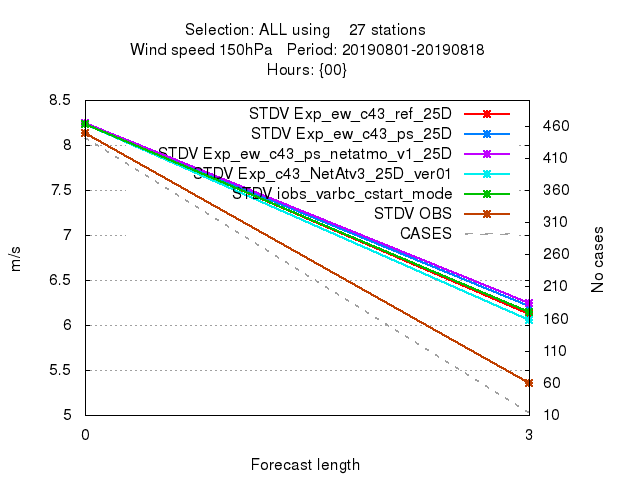 Selection: ALL using 27 stations
Wind speed 150hPa Period: 20190801-20190818
Hours: {00}
8.5
8
7.5
7
6.5
6
5.5
5
m/s
STDV Exp_ew_c43_ref_25D
STDV Exp_ew_c43_ps_25D
STDV Exp_ew_c43_ps_netatmo_v1_25D
STDV Exp_c43_NetAtv3_25D_ver01
STDV iobs_varbc_cstart_mode
STDV OBS
CASES
460
410
360
310
260
210
160
110
60
10
No cases
0 3
Forecast length